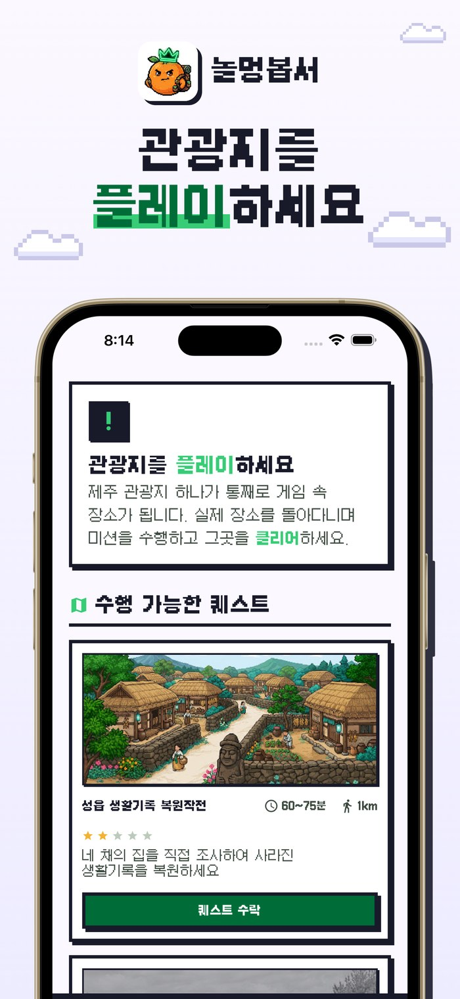 놀멍봅서
관광지를
플레이하세요
8:14
!
관광지를 플레이하세요
제주 관광지 하나가 통째로 게임 속
장소가 됩니다. 실제 장소를 돌아다니며
미션을 수행하고 그곳을 클리어하세요.
수행 가능한 퀘스트
성읍 생활기록 복원작전 60~75분 1km
네 채의 집을 직접 조사하여 사라진
생활기록을 복원하세요
퀘스트 수락